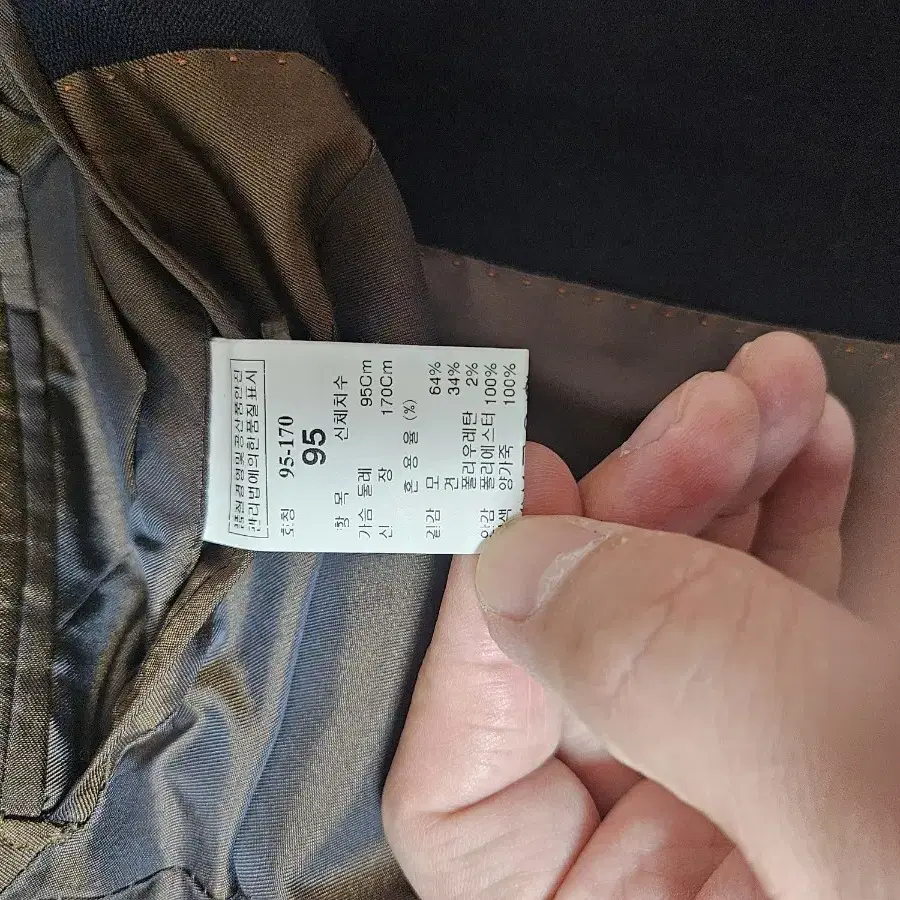 품질경영및공산품안전
관리법에의한품질표시
호칭 95-170
95
항 목 신체치수
가슴둘레 95Cm
신 장 170Cm
혼 용 율 (%)
겉감 모 64%
견 34%
폴리우레탄 2%
안감 폴리에스터 100%
양가죽 100%